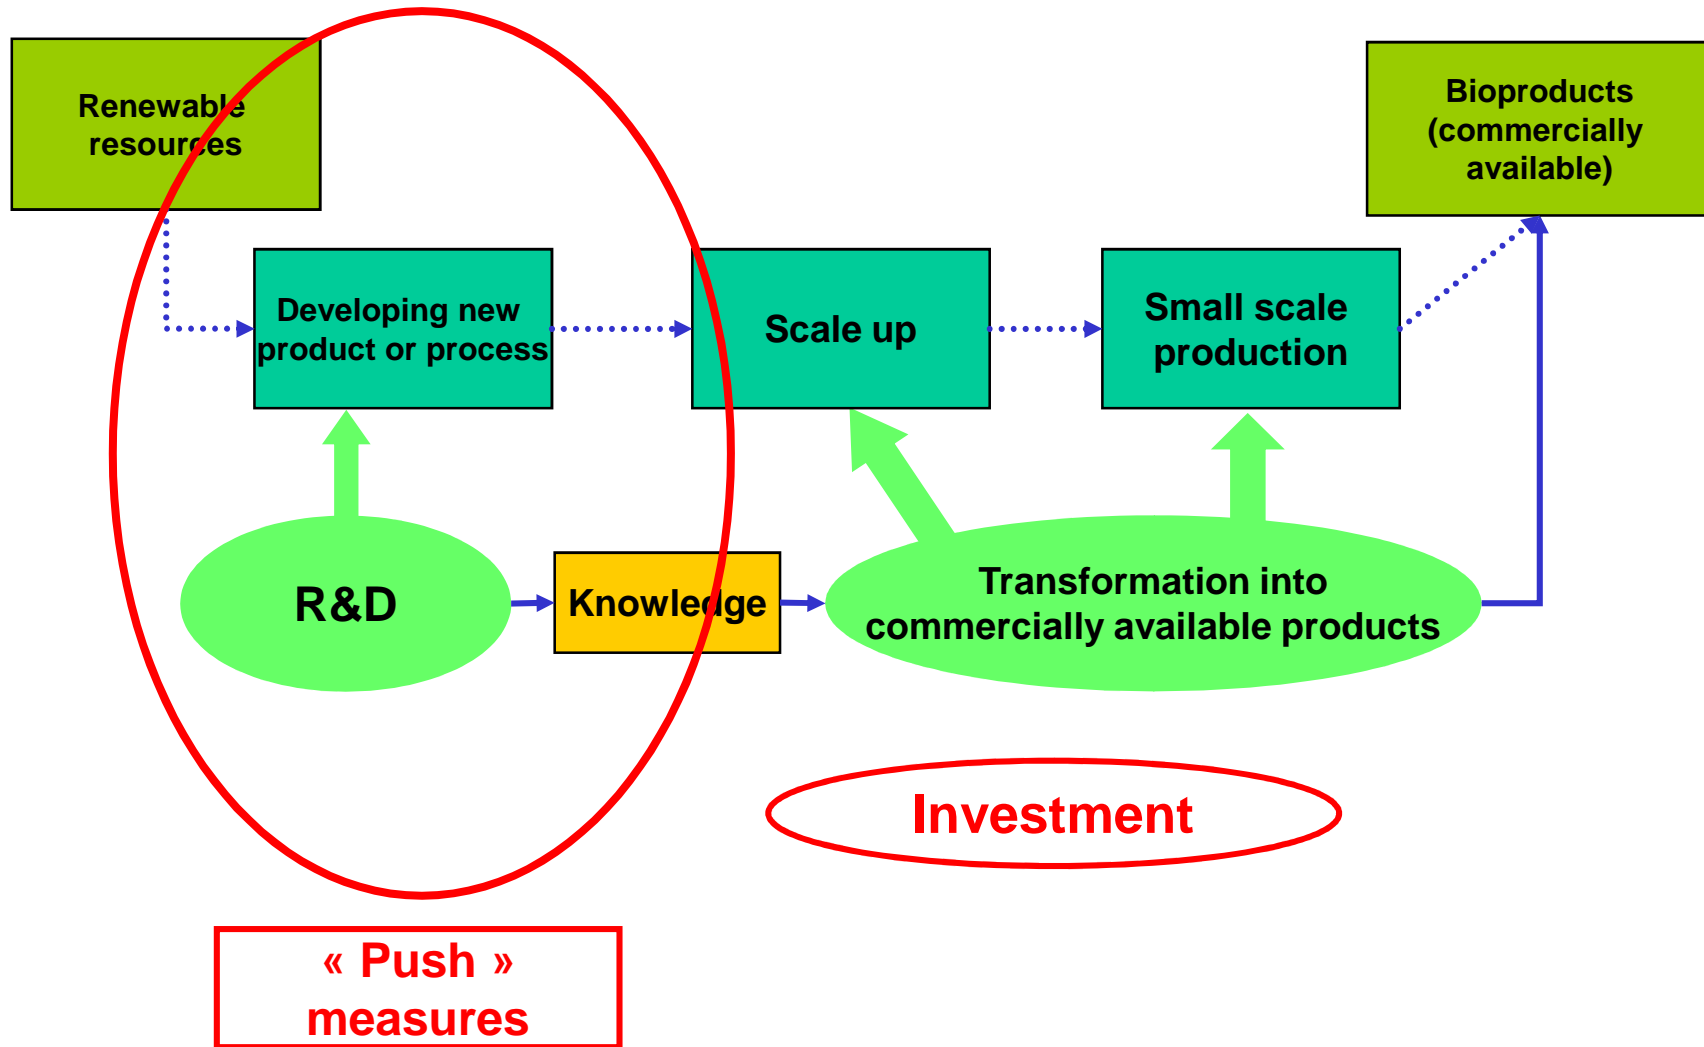 Renewable
resources
Bioproducts
(commercially
available)
Developing new
product or process
Scale up
Small scale
production
R&D
Knowledge
Transformation into
commercially available products
Investment
« Push »
measures